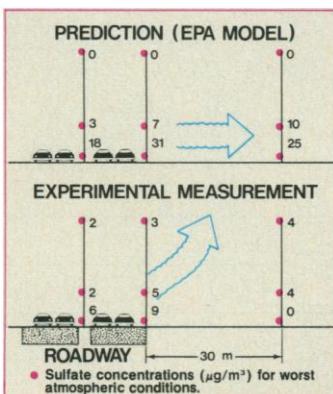 PREDICTION (EPA MODEL)
0 0 0
3 7 10
18 31 25
EXPERIMENTAL MEASUREMENT
2 3 4
2 5 4
6 9 0
ROADWAY
30 m
Sulfate concentrations (µg/m³) for worst
atmospheric conditions.